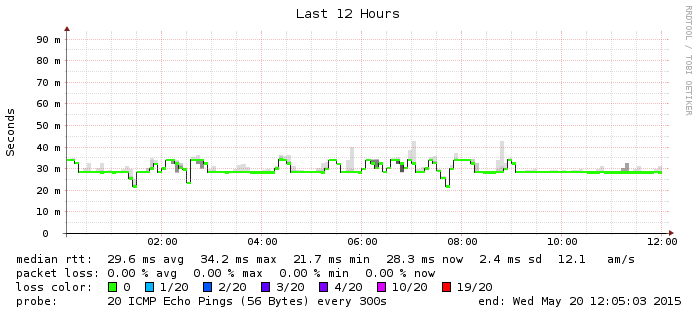 Last 12 Hours
RRDTOOL / TOBI OETIKER
Seconds
90 m
80 m
70 m
60 m
50 m
40 m
30 m
20 m
10 m
0
02:00 04:00 06:00 08:00 10:00 12:00
median rtt: 29.6 ms avg 34.2 ms max 21.7 ms min 28.3 ms now 2.4 ms sd 12.1 am/s
packet loss: 0.00 % avg 0.00 % max 0.00 % min 0.00 % now
loss color: 0 1/20 2/20 3/20 4/20 10/20 19/20
probe: 20 ICMP Echo Pings (56 Bytes) every 300s end: Wed May 20 12:05:03 2015